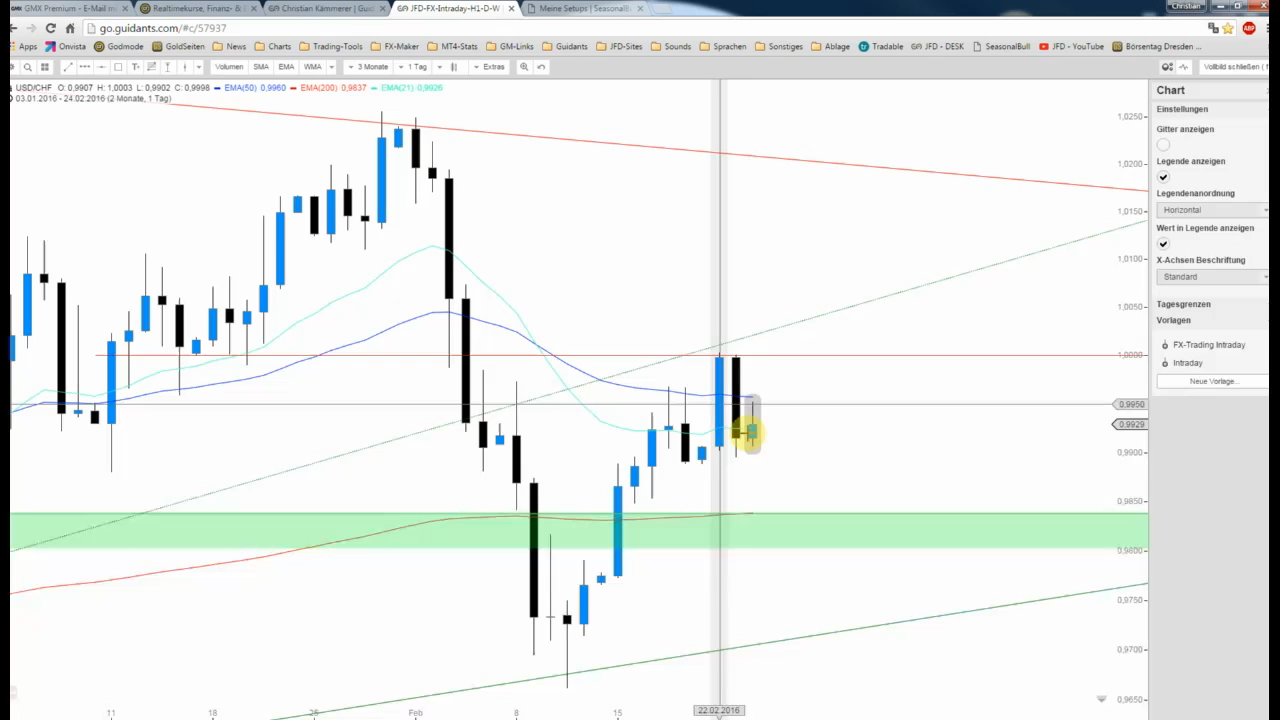 GMX Premium - E-Mail m
Realtimekurse, Finanz- &
Christian Kämmerer | Gui
JFD-FX-Intraday-H1-D-W
Meine Setups | Seasonal
Christian
go.guidants.com/#c/57937
Apps Onvista Godmode GoldSeiten News Charts Trading-Tools FX-Maker MT4-Stats GM-Links Guidants JFD-Sites Sounds Sprachen Sonstiges Ablage Tradable JFD - DESK SeasonalBull JFD - YouTube Börsentag Dresden ...
Volumen SMA EMA WMA 3 Monate 1 Tag Extras
Vollbild schließen (
USD/CHF O: 0,9907 H: 1,0003 L: 0,9902 C: 0,9998 EMA(50) 0,9960 EMA(200) 0,9837 EMA(21) 0,9926
03.01.2016 - 24.02.2016 (2 Monate, 1 Tag)
1,0250
1,0200
1,0150
1,0100
1,0050
1,0000
0,9950
0,9929
0,9900
0,9850
0,9800
0,9750
0,9700
0,9650
11 18 25 Feb 8 15 22.02.2016
Chart
Einstellungen
Gitter anzeigen
Legende anzeigen
Legendenanordnung
Horizontal
Wert in Legende anzeigen
X-Achsen Beschriftung
Standard
Tagesgrenzen
Vorlagen
FX-Trading Intraday
Intraday
Neue Vorlage...